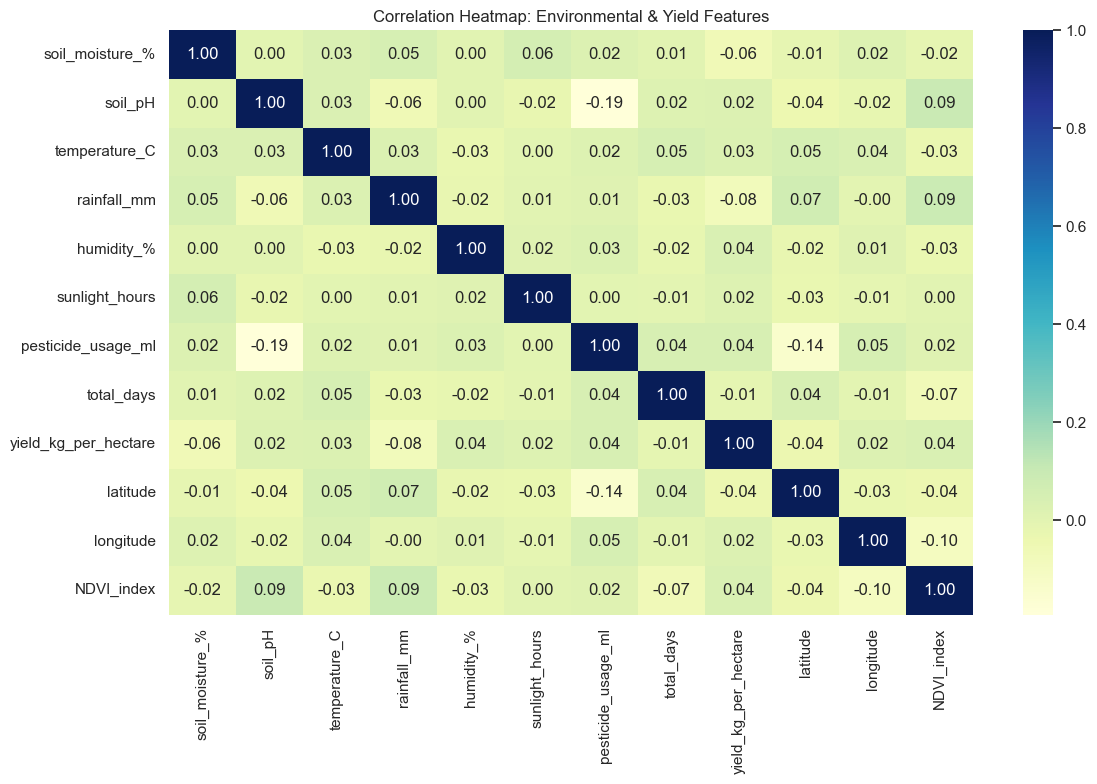 Correlation Heatmap: Environmental & Yield Features
soil_moisture_% 1.00 0.00 0.03 0.05 0.00 0.06 0.02 0.01 -0.06 -0.01 0.02 -0.02
soil_pH 0.00 1.00 0.03 -0.06 0.00 -0.02 -0.19 0.02 0.02 -0.04 -0.02 0.09
temperature_C 0.03 0.03 1.00 0.03 -0.03 0.00 0.02 0.05 0.03 0.05 0.04 -0.03
rainfall_mm 0.05 -0.06 0.03 1.00 -0.02 0.01 0.01 -0.03 -0.08 0.07 -0.00 0.09
humidity_% 0.00 0.00 -0.03 -0.02 1.00 0.02 0.03 -0.02 0.04 -0.02 0.01 -0.03
sunlight_hours 0.06 -0.02 0.00 0.01 0.02 1.00 0.00 -0.01 0.02 -0.03 -0.01 0.00
pesticide_usage_ml 0.02 -0.19 0.02 0.01 0.03 0.00 1.00 0.04 0.04 -0.14 0.05 0.02
total_days 0.01 0.02 0.05 -0.03 -0.02 -0.01 0.04 1.00 -0.01 0.04 -0.01 -0.07
yield_kg_per_hectare -0.06 0.02 0.03 -0.08 0.04 0.02 0.04 -0.01 1.00 -0.04 0.02 0.04
latitude -0.01 -0.04 0.05 0.07 -0.02 -0.03 -0.14 0.04 -0.04 1.00 -0.03 -0.04
longitude 0.02 -0.02 0.04 -0.00 0.01 -0.01 0.05 -0.01 0.02 -0.03 1.00 -0.10
NDVI_index -0.02 0.09 -0.03 0.09 -0.03 0.00 0.02 -0.07 0.04 -0.04 -0.10 1.00
soil_moisture_%
soil_pH
temperature_C
rainfall_mm
humidity_%
sunlight_hours
pesticide_usage_ml
total_days
yield_kg_per_hectare
latitude
longitude
NDVI_index
1.0
0.8
0.6
0.4
0.2
0.0